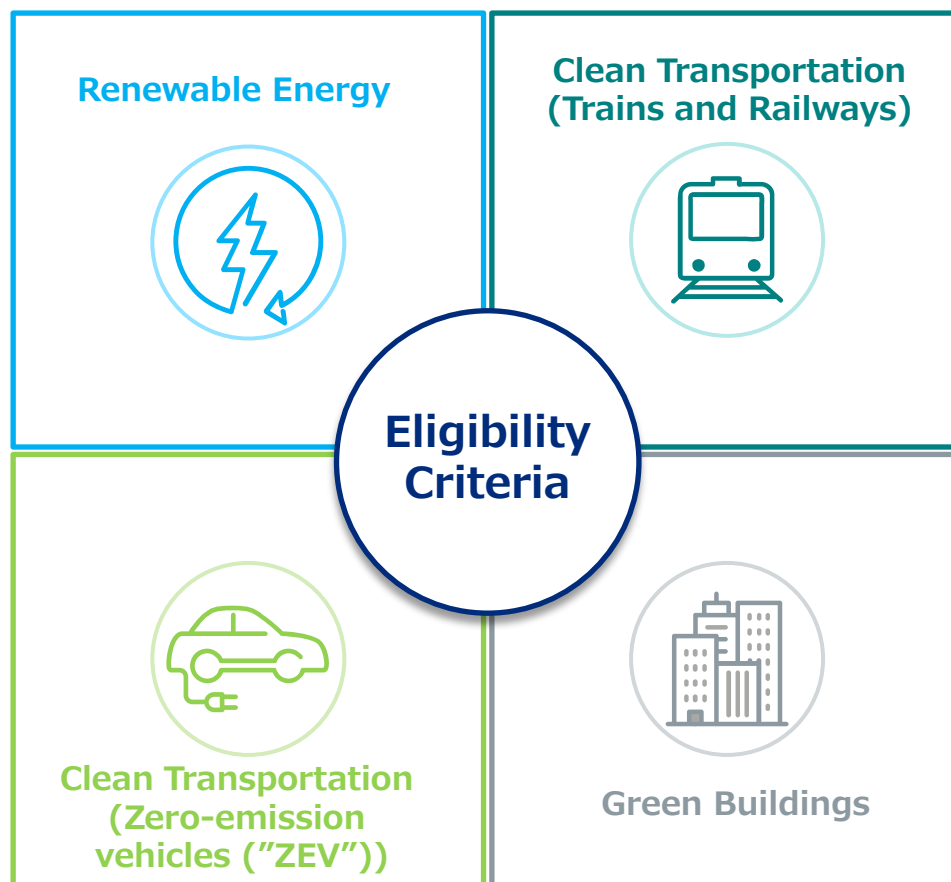 Renewable Energy
Clean Transportation
(Trains and Railways)
Eligibility
Criteria
Clean Transportation
(Zero-emission
vehicles (”ZEV”))
Green Buildings